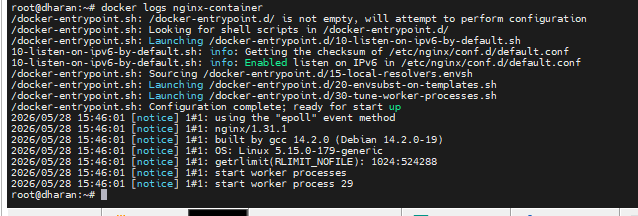 root@dharan:~# docker logs nginx-container
/docker-entrypoint.sh: /docker-entrypoint.d/ is not empty, will attempt to perform configuration
/docker-entrypoint.sh: Looking for shell scripts in /docker-entrypoint.d/
/docker-entrypoint.sh: Launching /docker-entrypoint.d/10-listen-on-ipv6-by-default.sh
10-listen-on-ipv6-by-default.sh: info: Getting the checksum of /etc/nginx/conf.d/default.conf
10-listen-on-ipv6-by-default.sh: info: Enabled listen on IPv6 in /etc/nginx/conf.d/default.conf
/docker-entrypoint.sh: Sourcing /docker-entrypoint.d/15-local-resolvers.envsh
/docker-entrypoint.sh: Launching /docker-entrypoint.d/20-envsubst-on-templates.sh
/docker-entrypoint.sh: Launching /docker-entrypoint.d/30-tune-worker-processes.sh
/docker-entrypoint.sh: Configuration complete; ready for start up
2026/05/28 15:46:01 [notice] 1#1: using the "epoll" event method
2026/05/28 15:46:01 [notice] 1#1: nginx/1.31.1
2026/05/28 15:46:01 [notice] 1#1: built by gcc 14.2.0 (Debian 14.2.0-19)
2026/05/28 15:46:01 [notice] 1#1: OS: Linux 5.15.0-179-generic
2026/05/28 15:46:01 [notice] 1#1: getrlimit(RLIMIT_NOFILE): 1024:524288
2026/05/28 15:46:01 [notice] 1#1: start worker processes
2026/05/28 15:46:01 [notice] 1#1: start worker process 29
root@dharan:~#